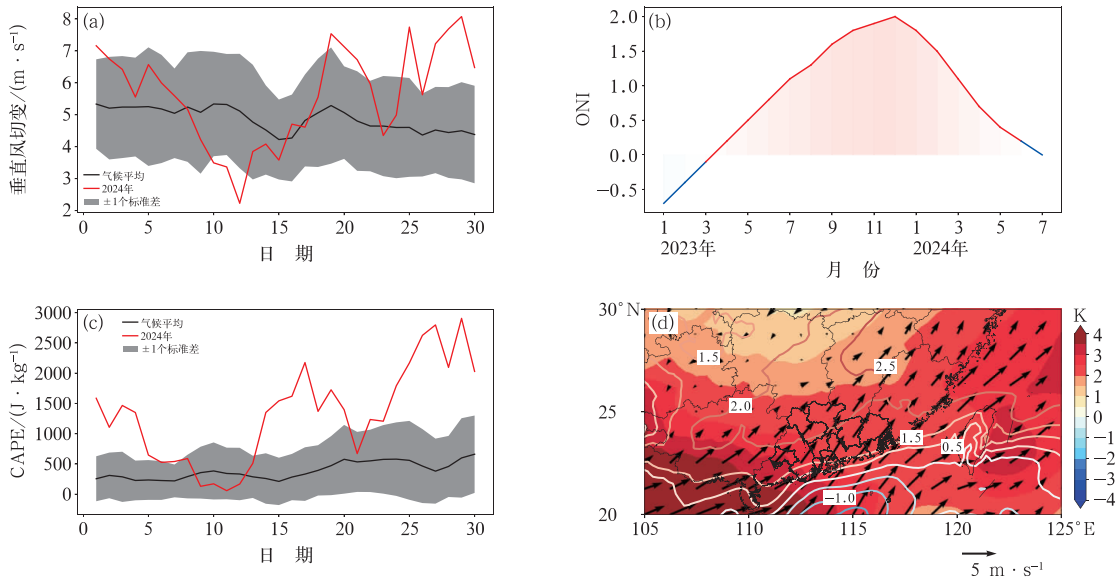 (a)
垂直风切变/(m · s⁻¹)
8
7
6
5
4
3
2
气候平均
2024年
±1个标准差
0 5 10 15 20 25 30
日 期
(b)
ONI
2.0
1.5
1.0
0.5
0.0
−0.5
1 3 5 7 9 11 1 3 5 7
2023年 2024年
月 份
(c)
CAPE/(J · kg⁻¹)
3000
2500
2000
1500
1000
500
0
气候平均
2024年
±1个标准差
0 5 10 15 20 25 30
日 期
(d)
30°N
25
20
1.5
2.5
2.0
1.5
0.5
−1.0
105 110 115 120 125°E
K
4
3
2
1
0
−1
−2
−3
−4
5 m · s⁻¹